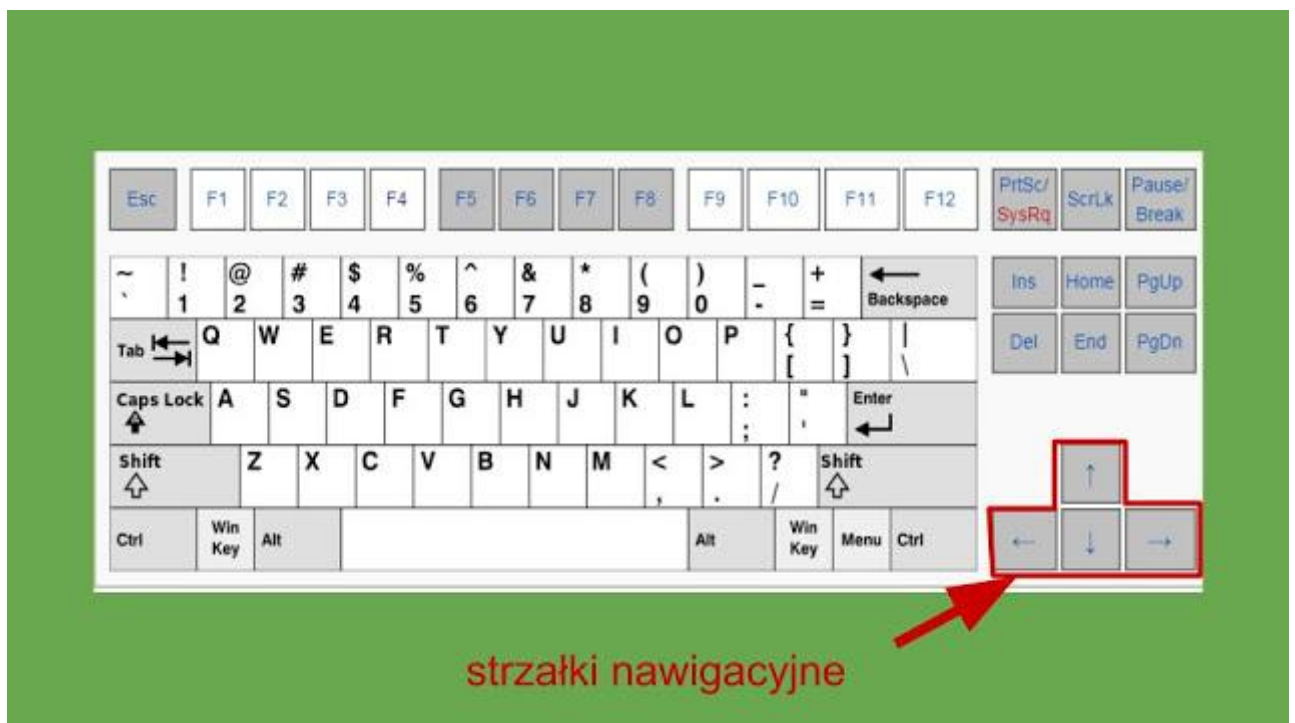 Esc F1 F2 F3 F4 F5 F6 F7 F8 F9 F10 F11 F12 PrtSc/ ScrLk Pause/
SysRq Break
~ ! @ # $ % ^ & * ( ) _ + Backspace Ins Home PgUp
` 1 2 3 4 5 6 7 8 9 0 - =
Tab Q W E R T Y U I O P { } | Del End PgDn
[ ] \
Caps Lock A S D F G H J K L : " Enter
; '
Shift Z X C V B N M < > ? Shift ↑
, . /
Ctrl Win Alt Alt Win Menu Ctrl ← ↓ →
Key Key
strzałki nawigacyjne